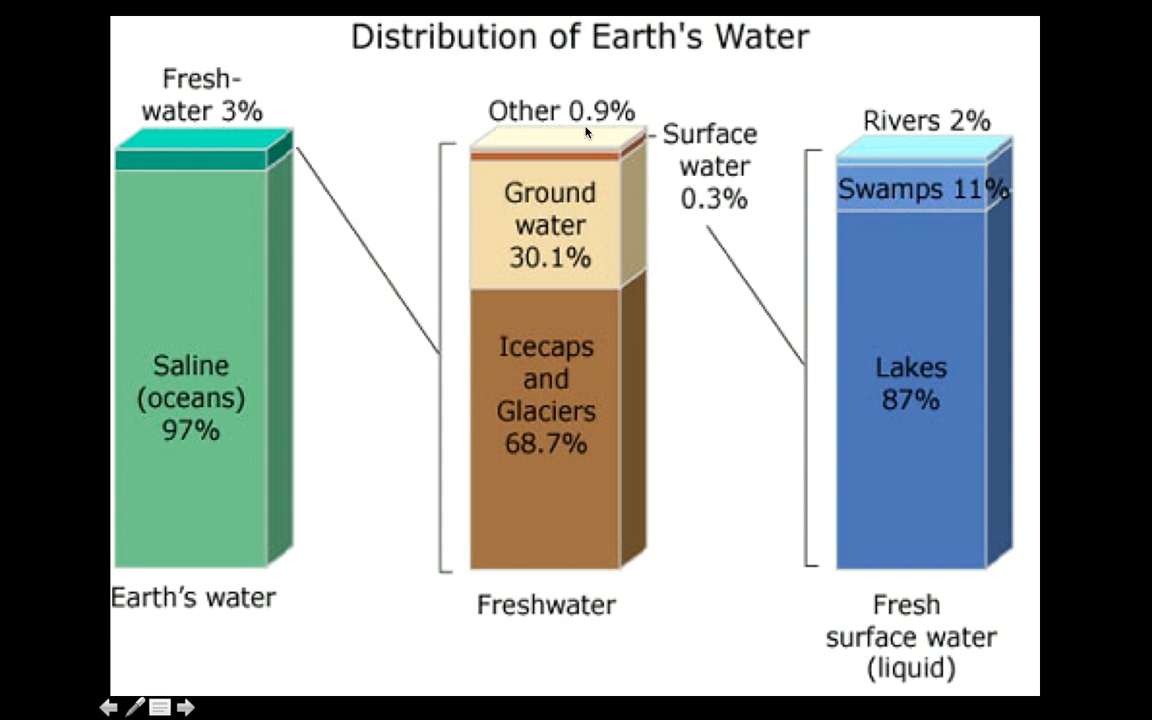 Distribution of Earth's Water
Fresh-
water 3%
Saline
(oceans)
97%
Earth’s water
Other 0.9%
Surface
water
0.3%
Ground
water
30.1%
Icecaps
and
Glaciers
68.7%
Freshwater
Rivers 2%
Swamps 11%
Lakes
87%
Fresh
surface water
(liquid)